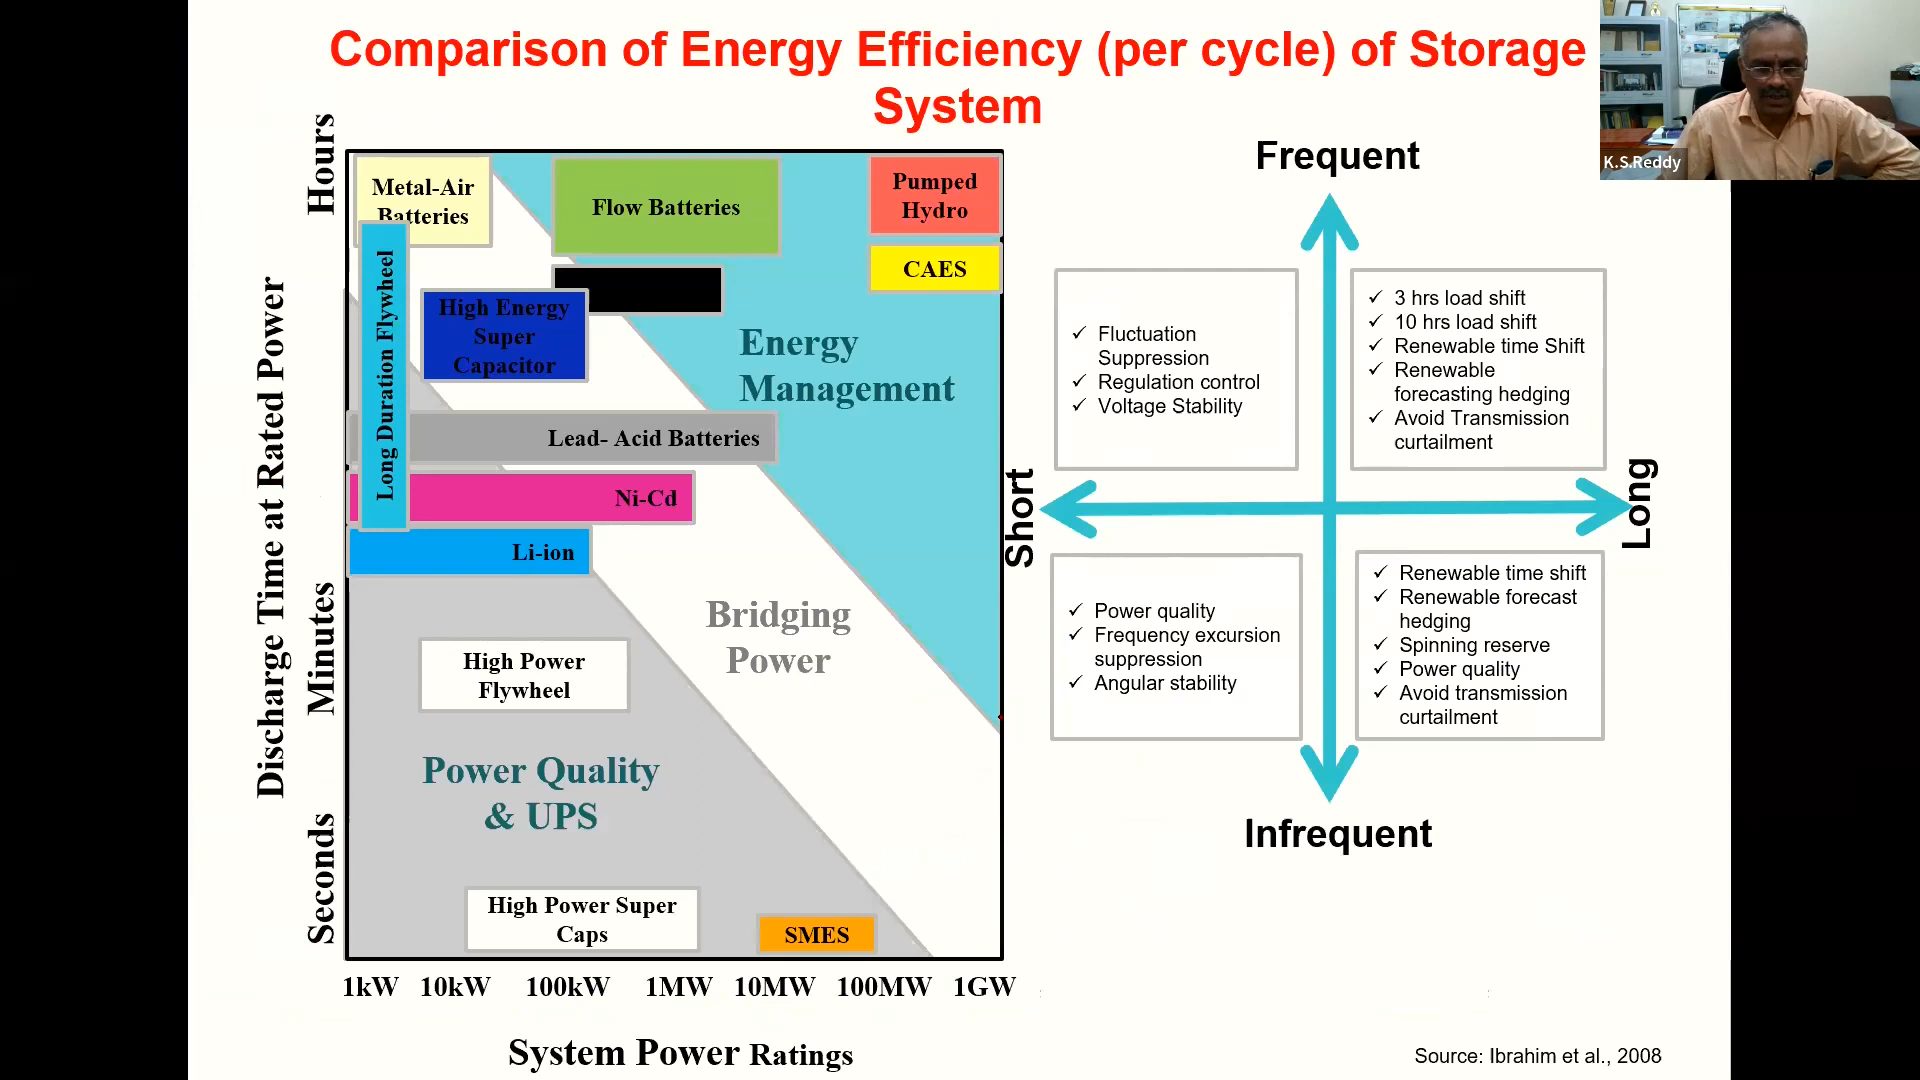 Comparison of Energy Efficiency (per cycle) of Storage
System
K.S.Reddy
Discharge Time at Rated Power
Hours
Minutes
Seconds
Metal-Air
Batteries
Flow Batteries
Pumped
Hydro
CAES
Long Duration Flywheel
High Energy
Super
Capacitor
Energy
Management
Lead- Acid Batteries
Ni-Cd
Li-ion
Bridging
Power
High Power
Flywheel
Power Quality
& UPS
High Power Super
Caps
SMES
1kW 10kW 100kW 1MW 10MW 100MW 1GW
System Power Ratings
Frequent
✓ Fluctuation
Suppression
✓ Regulation control
✓ Voltage Stability
✓ 3 hrs load shift
✓ 10 hrs load shift
✓ Renewable time Shift
✓ Renewable
forecasting hedging
✓ Avoid Transmission
curtailment
Short
Long
✓ Power quality
✓ Frequency excursion
suppression
✓ Angular stability
✓ Renewable time shift
✓ Renewable forecast
hedging
✓ Spinning reserve
✓ Power quality
✓ Avoid transmission
curtailment
Infrequent
Source: Ibrahim et al., 2008